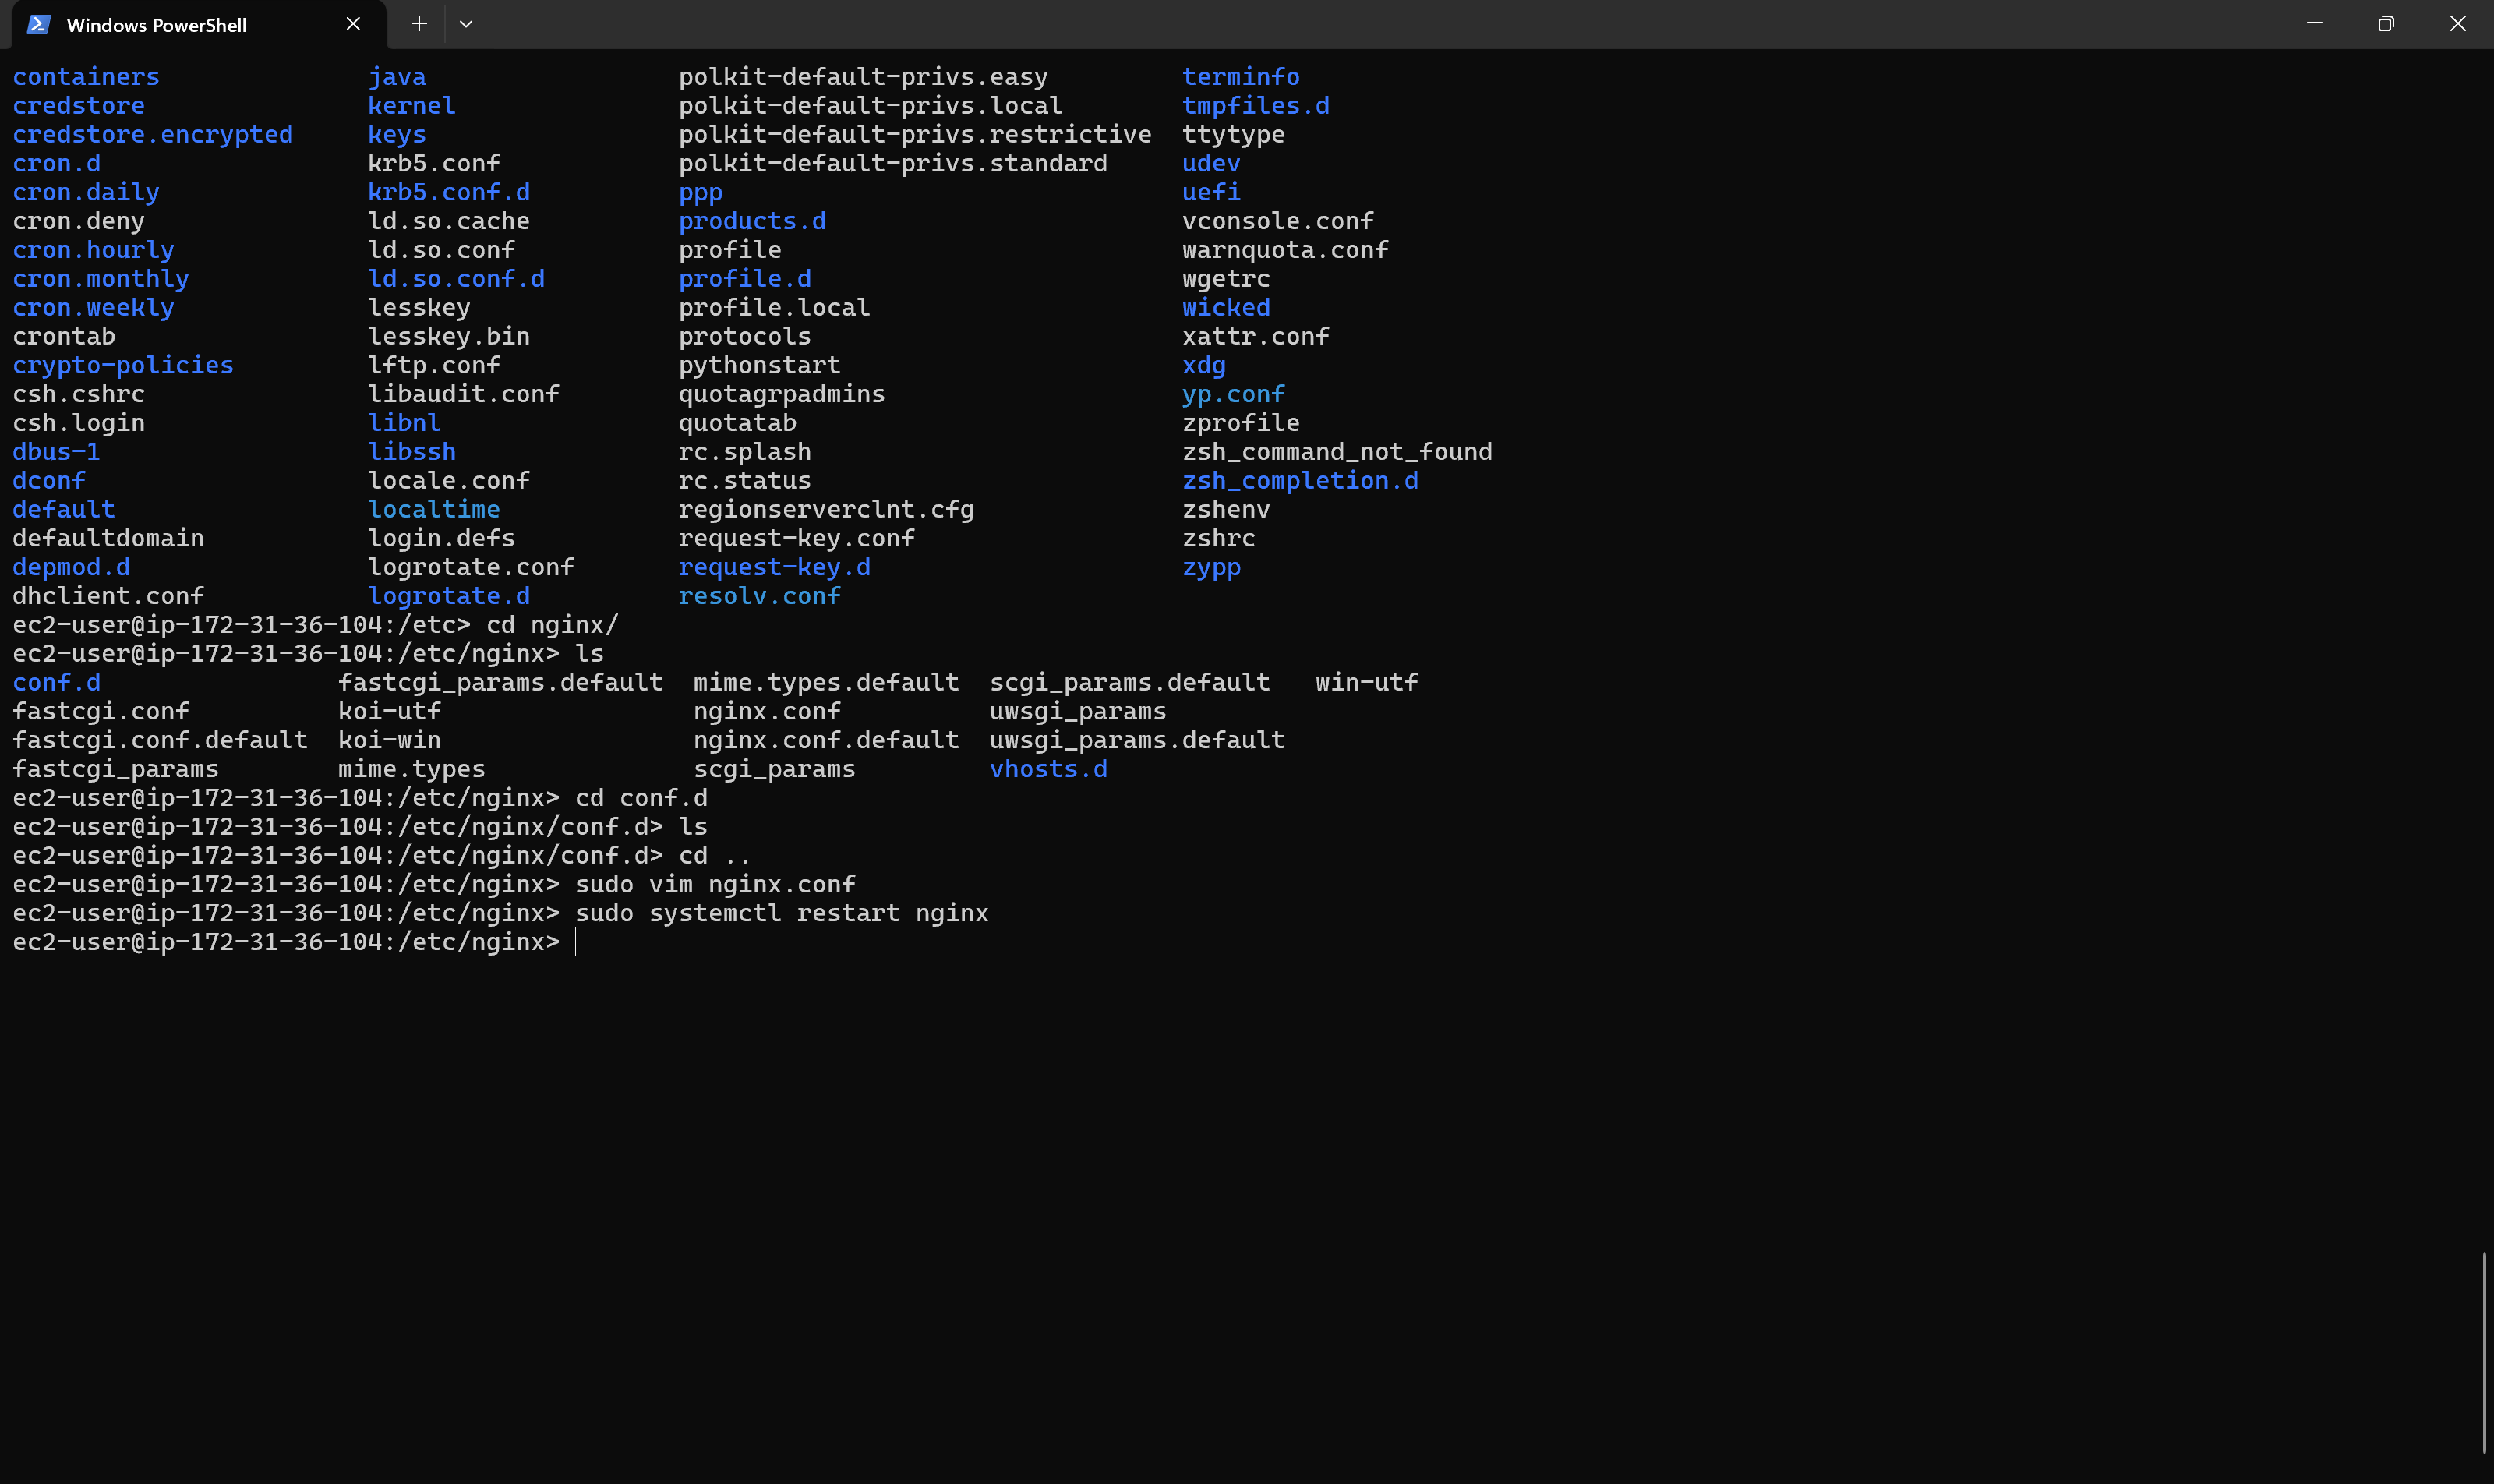 Windows PowerShell
containers java polkit-default-privs.easy terminfo
credstore kernel polkit-default-privs.local tmpfiles.d
credstore.encrypted keys polkit-default-privs.restrictive ttytype
cron.d krb5.conf polkit-default-privs.standard udev
cron.daily krb5.conf.d ppp uefi
cron.deny ld.so.cache products.d vconsole.conf
cron.hourly ld.so.conf profile warnquota.conf
cron.monthly ld.so.conf.d profile.d wgetrc
cron.weekly lesskey profile.local wicked
crontab lesskey.bin protocols xattr.conf
crypto-policies lftp.conf pythonstart xdg
csh.cshrc libaudit.conf quotagrpadmins yp.conf
csh.login libnl quotatab zprofile
dbus-1 libssh rc.splash zsh_command_not_found
dconf locale.conf rc.status zsh_completion.d
default localtime regionserverclnt.cfg zshenv
defaultdomain login.defs request-key.conf zshrc
depmod.d logrotate.conf request-key.d zypp
dhclient.conf logrotate.d resolv.conf
ec2-user@ip-172-31-36-104:/etc> cd nginx/
ec2-user@ip-172-31-36-104:/etc/nginx> ls
conf.d fastcgi_params.default mime.types.default scgi_params.default win-utf
fastcgi.conf koi-utf nginx.conf uwsgi_params
fastcgi.conf.default koi-win nginx.conf.default uwsgi_params.default
fastcgi_params mime.types scgi_params vhosts.d
ec2-user@ip-172-31-36-104:/etc/nginx> cd conf.d
ec2-user@ip-172-31-36-104:/etc/nginx/conf.d> ls
ec2-user@ip-172-31-36-104:/etc/nginx/conf.d> cd ..
ec2-user@ip-172-31-36-104:/etc/nginx> sudo vim nginx.conf
ec2-user@ip-172-31-36-104:/etc/nginx> sudo systemctl restart nginx
ec2-user@ip-172-31-36-104:/etc/nginx>